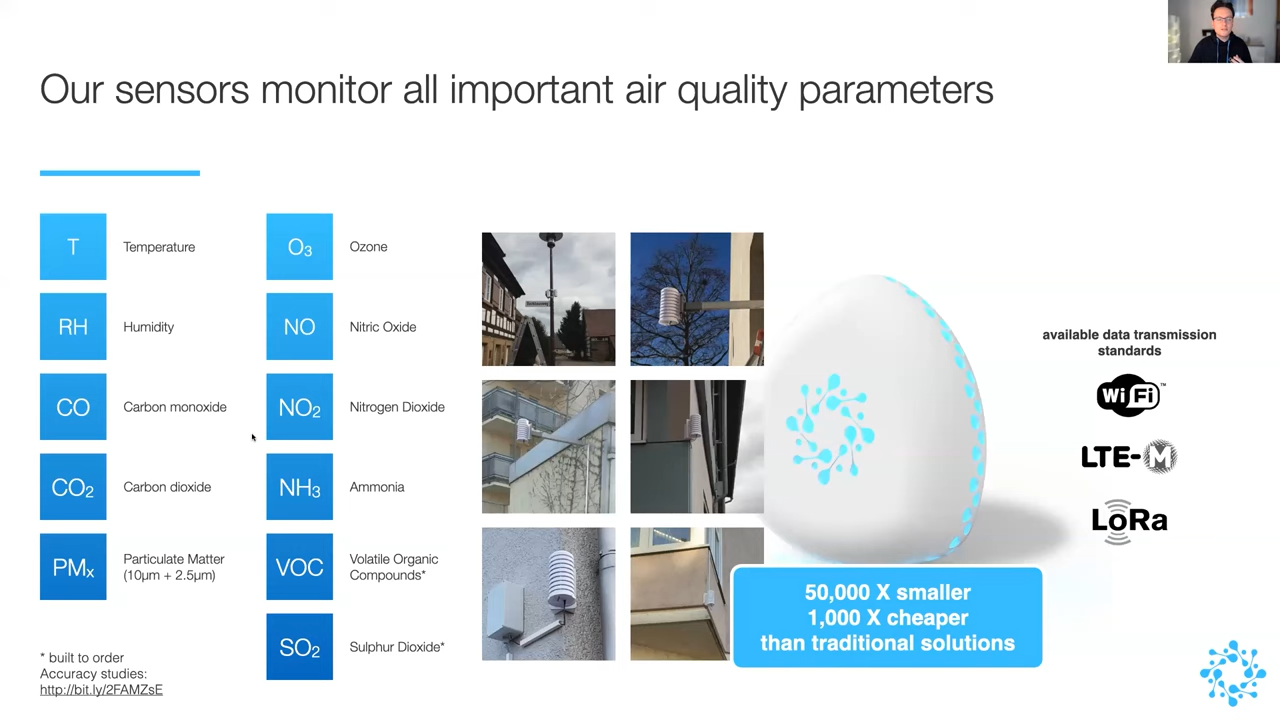 Our sensors monitor all important air quality parameters
T
Temperature
RH
Humidity
CO
Carbon monoxide
CO₂
Carbon dioxide
PMₓ
Particulate Matter
(10µm + 2.5µm)
O₃
Ozone
NO
Nitric Oxide
NO₂
Nitrogen Dioxide
NH₃
Ammonia
VOC
Volatile Organic
Compounds*
SO₂
Sulphur Dioxide*
* built to order
Accuracy studies:
http://bit.ly/2FAMZsE
50,000 X smaller
1,000 X cheaper
than traditional solutions
available data transmission
standards
WiFi™
LTE-M
LoRa